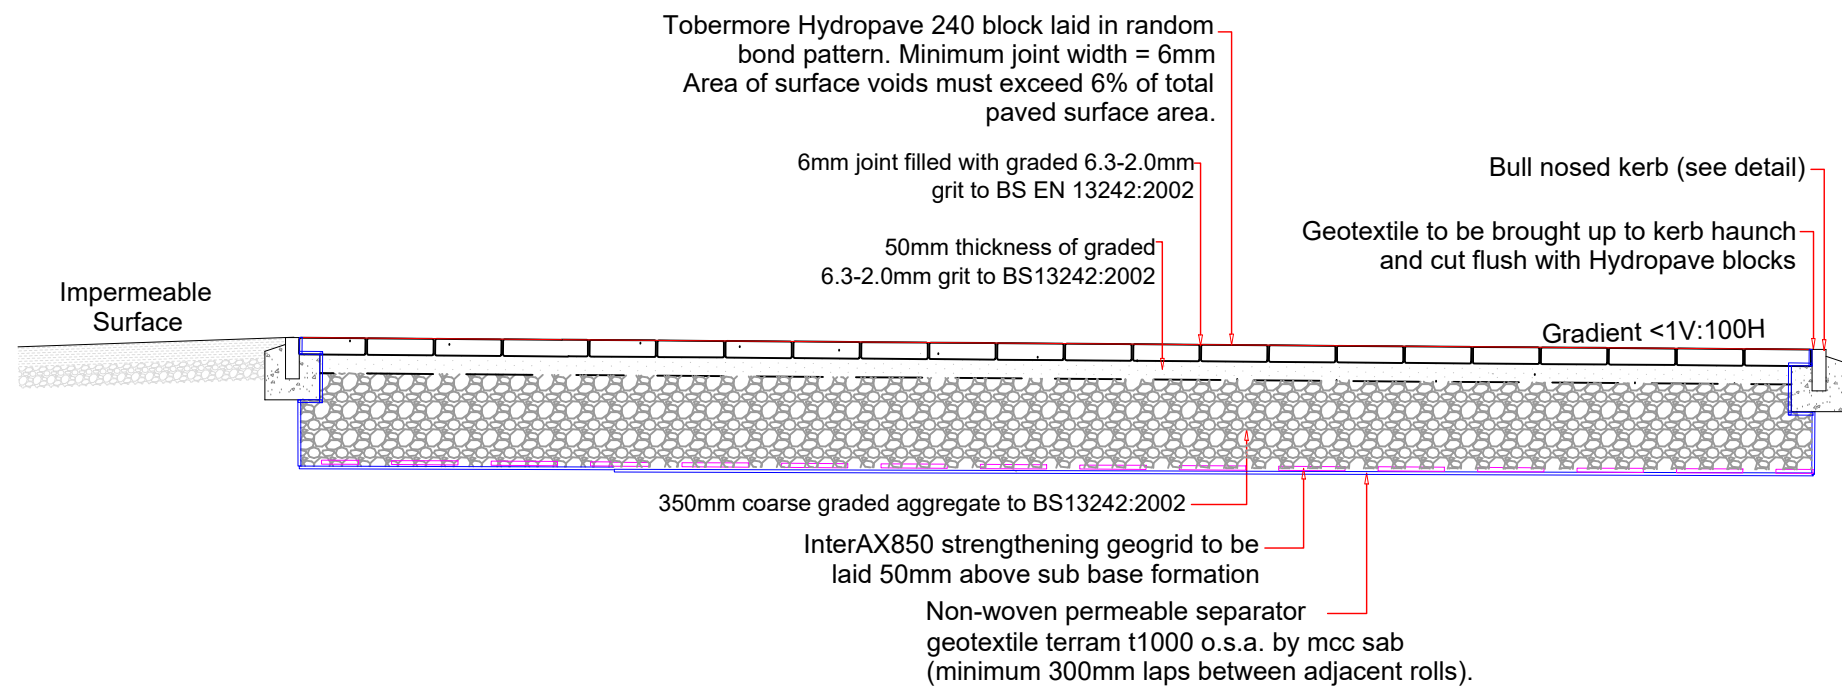 Tobermore Hydropave 240 block laid in random
bond pattern. Minimum joint width = 6mm
Area of surface voids must exceed 6% of total
paved surface area.
6mm joint filled with graded 6.3-2.0mm
grit to BS EN 13242:2002
Bull nosed kerb (see detail)
50mm thickness of graded
6.3-2.0mm grit to BS13242:2002
Geotextile to be brought up to kerb haunch
and cut flush with Hydropave blocks
Impermeable
Surface
Gradient <1V:100H
350mm coarse graded aggregate to BS13242:2002
InterAX850 strengthening geogrid to be
laid 50mm above sub base formation
Non-woven permeable separator
geotextile terram t1000 o.s.a. by mcc sab
(minimum 300mm laps between adjacent rolls).